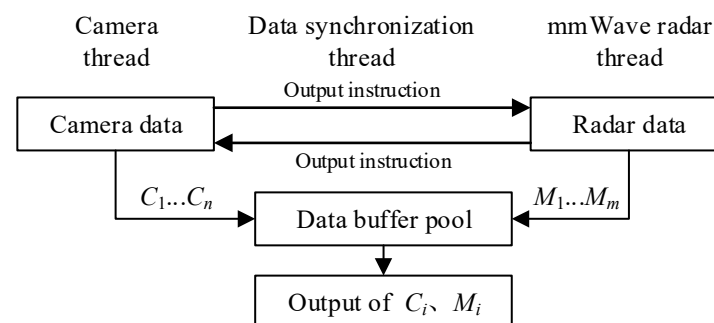 Camera thread
Data synchronization thread
mmWave radar thread
Output instruction
Camera data
Radar data
Output instruction
C₁...Cₙ
M₁...Mₘ
Data buffer pool
Output of Cᵢ、Mᵢ